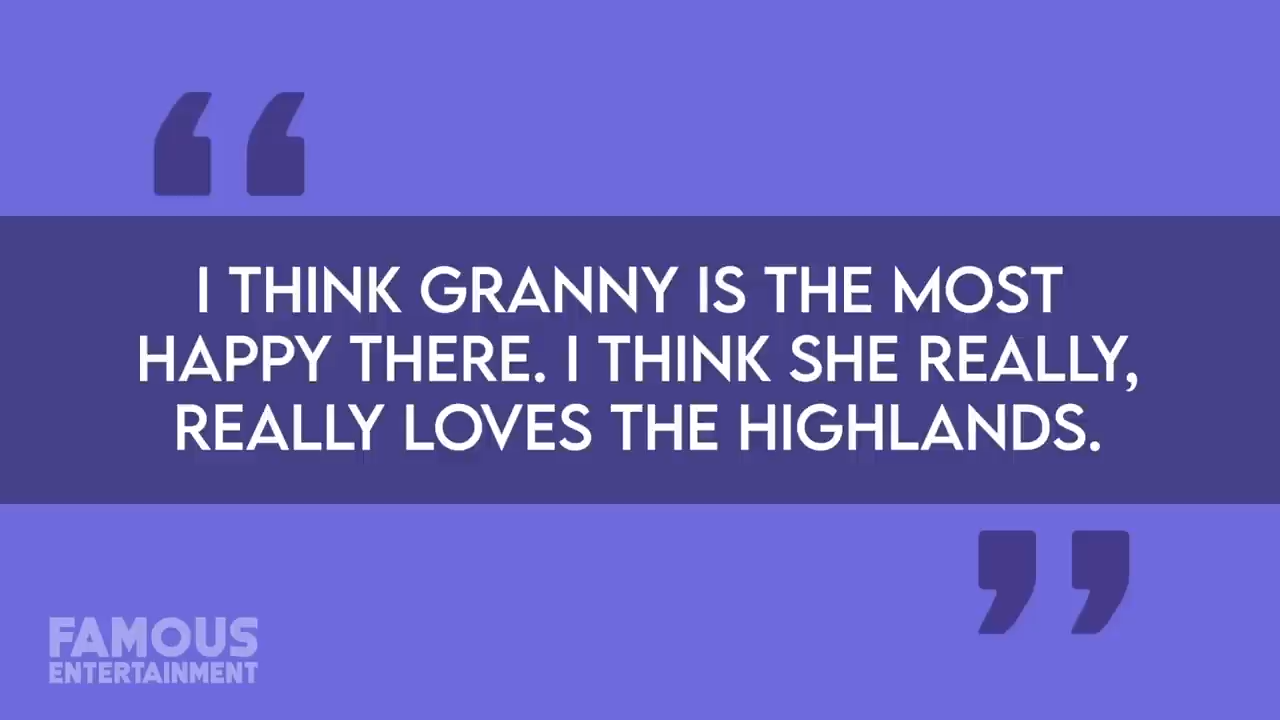 I THINK GRANNY IS THE MOST
HAPPY THERE. I THINK SHE REALLY,
REALLY LOVES THE HIGHLANDS.
FAMOUS
ENTERTAINMENT